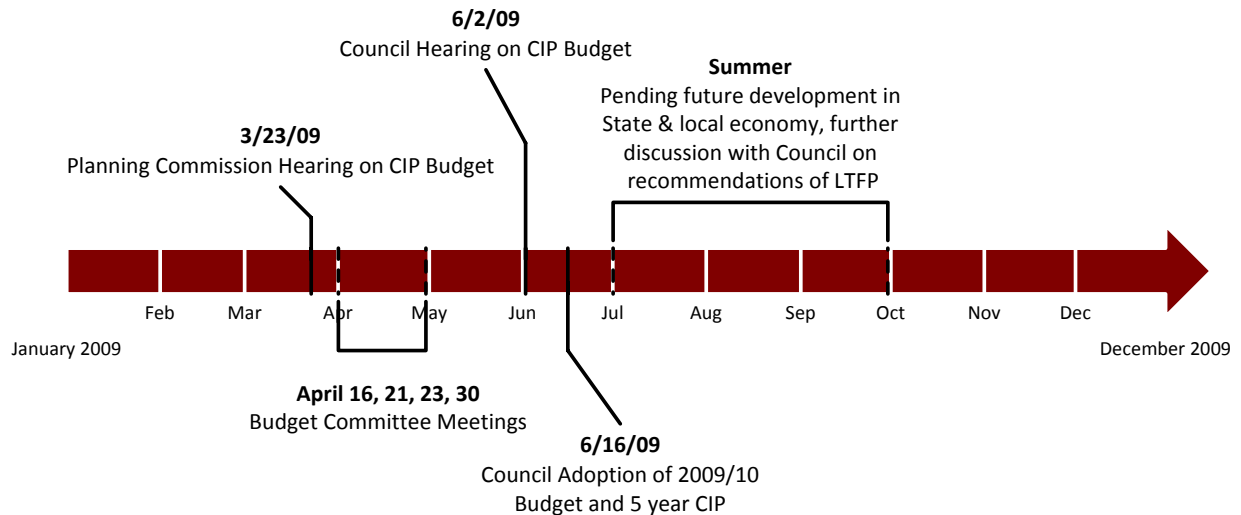 6/2/09
Council Hearing on CIP Budget
Summer
Pending future development in
State & local economy, further
discussion with Council on
recommendations of LTFP
3/23/09
Planning Commission Hearing on CIP Budget
Feb
Mar
Apr
May
Jun
Jul
Aug
Sep
Oct
Nov
Dec
January 2009
December 2009
April 16, 21, 23, 30
Budget Committee Meetings
6/16/09
Council Adoption of 2009/10
Budget and 5 year CIP